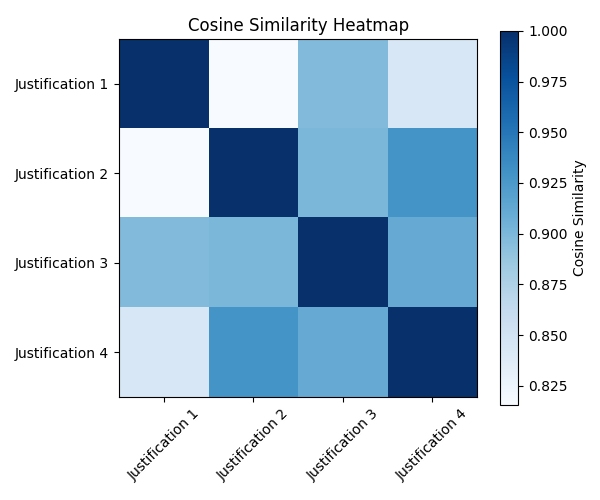 Cosine Similarity Heatmap
Justification 1
Justification 2
Justification 3
Justification 4
Justification 1
Justification 2
Justification 3
Justification 4
1.000
0.975
0.950
0.925
0.900
0.875
0.850
0.825
Cosine Similarity